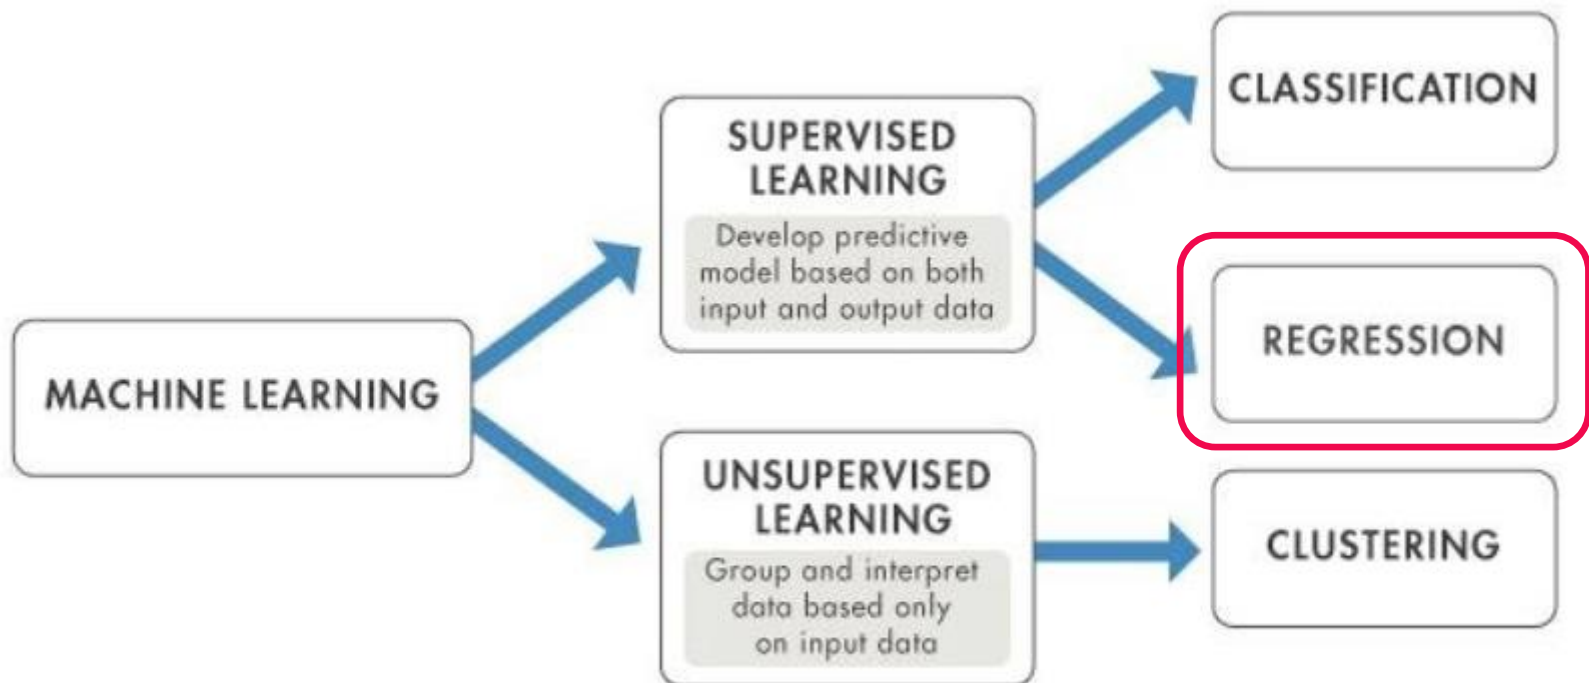 MACHINE LEARNING
SUPERVISED
LEARNING
Develop predictive
model based on both
input and output data
UNSUPERVISED
LEARNING
Group and interpret
data based only
on input data
CLASSIFICATION
REGRESSION
CLUSTERING